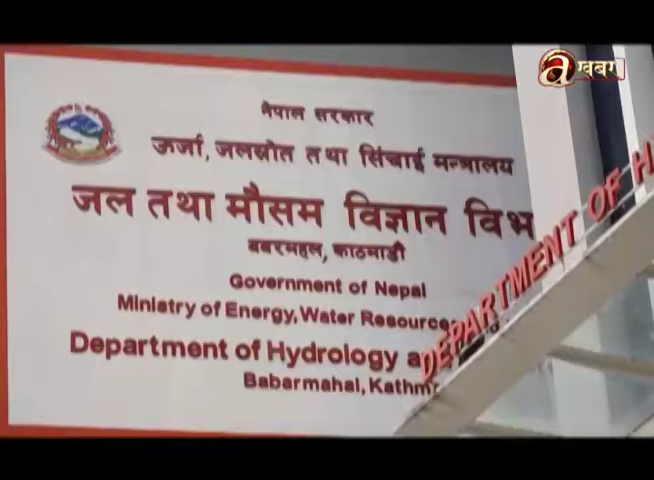 खबर
नेपाल सरकार
ऊर्जा, जलस्रोत तथा सिंचाई मन्त्रालय
जल तथा मौसम विज्ञान विभ
बबरमहल, काठमाडौं
Government of Nepal
Ministry of Energy, Water Resource
Department of Hydrology a
Babarmahal, Kathm
DEPARTMENT OF H